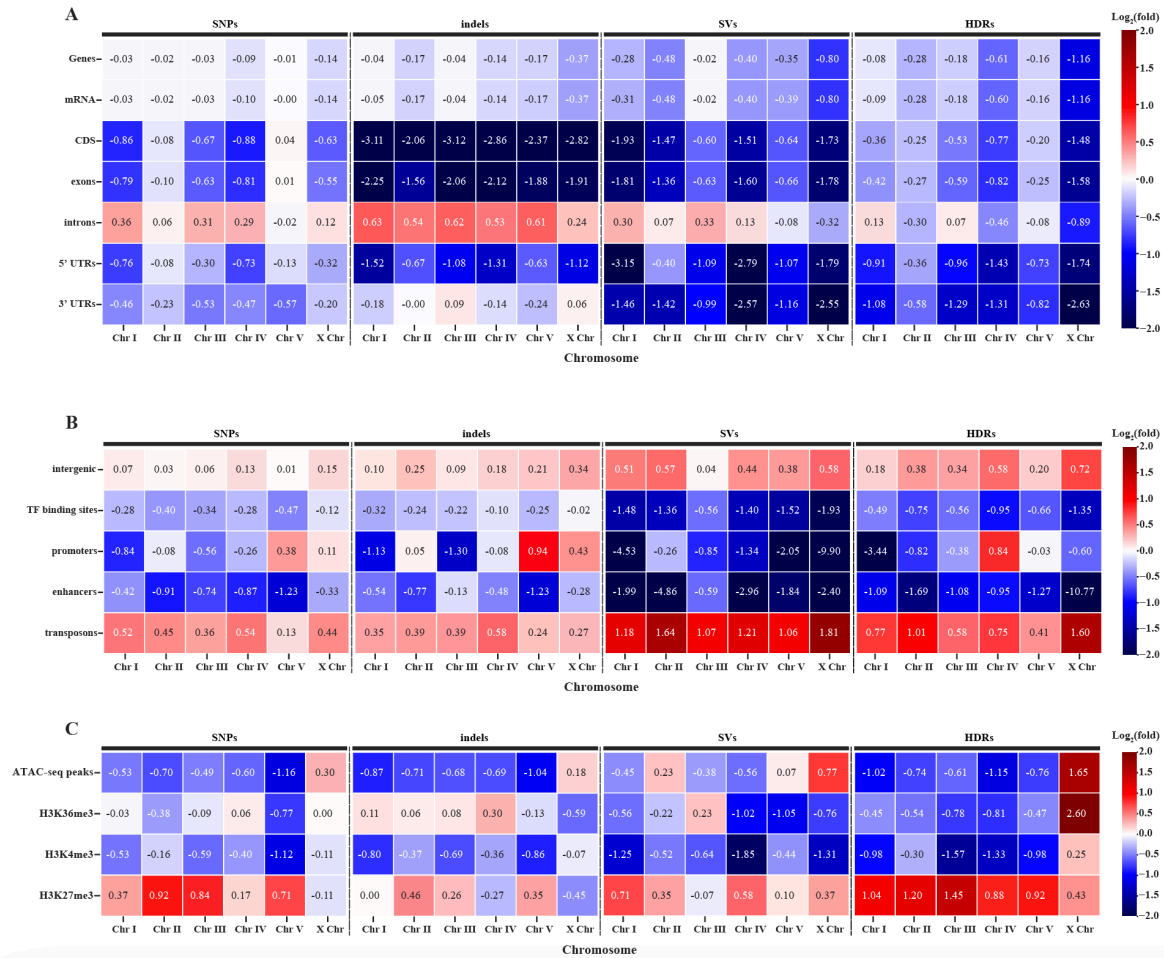 A
SNPs indels SVs HDRs Log2(fold)
Genes -0.03 -0.02 -0.03 -0.09 -0.01 -0.14 -0.04 -0.17 -0.04 -0.14 -0.17 -0.37 -0.28 -0.48 -0.02 -0.40 -0.35 -0.80 -0.08 -0.28 -0.18 -0.61 -0.16 -1.16
mRNA -0.03 -0.02 -0.03 -0.10 -0.00 -0.14 -0.05 -0.17 -0.04 -0.14 -0.17 -0.37 -0.31 -0.48 -0.02 -0.40 -0.39 -0.80 -0.09 -0.28 -0.18 -0.60 -0.16 -1.16
CDS -0.86 -0.08 -0.67 -0.88 0.04 -0.63 -3.11 -2.06 -3.12 -2.86 -2.37 -2.82 -1.93 -1.47 -0.60 -1.51 -0.64 -1.73 -0.36 -0.25 -0.53 -0.77 -0.20 -1.48
exons -0.79 -0.10 -0.63 -0.81 0.01 -0.55 -2.25 -1.56 -2.06 -2.12 -1.88 -1.91 -1.81 -1.36 -0.63 -1.60 -0.66 -1.78 -0.42 -0.27 -0.59 -0.82 -0.25 -1.58
introns 0.36 0.06 0.31 0.29 -0.02 0.12 0.63 0.54 0.62 0.53 0.61 0.24 0.30 0.07 0.33 0.13 -0.08 -0.32 0.13 -0.30 0.07 -0.46 -0.08 -0.89
5' UTRs -0.76 -0.08 -0.30 -0.73 -0.13 -0.32 -1.52 -0.67 -1.08 -1.31 -0.63 -1.12 -3.15 -0.40 -1.09 -2.79 -1.07 -1.79 -0.91 -0.36 -0.96 -1.43 -0.73 -1.74
3' UTRs -0.46 -0.23 -0.53 -0.47 -0.57 -0.20 -0.18 -0.00 0.09 -0.14 -0.24 0.06 -1.46 -1.42 -0.99 -2.57 -1.16 -2.55 -1.08 -0.58 -1.29 -1.31 -0.82 -2.63
Chr I Chr II Chr III Chr IV Chr V X Chr Chr I Chr II Chr III Chr IV Chr V X Chr Chr I Chr II Chr III Chr IV Chr V X Chr Chr I Chr II Chr III Chr IV Chr V X Chr
Chromosome
2.0
1.5
1.0
0.5
0.0
−0.5
−1.0
−1.5
−2.0
B
SNPs indels SVs HDRs Log2(fold)
intergenic 0.07 0.03 0.06 0.13 0.01 0.15 0.10 0.25 0.09 0.18 0.21 0.34 0.51 0.57 0.04 0.44 0.38 0.58 0.18 0.38 0.34 0.58 0.20 0.72
TF binding sites -0.28 -0.40 -0.34 -0.28 -0.47 -0.12 -0.32 -0.24 -0.22 -0.10 -0.25 -0.02 -1.48 -1.36 -0.56 -1.40 -1.52 -1.93 -0.49 -0.75 -0.56 -0.95 -0.66 -1.35
promoters -0.84 -0.08 -0.56 -0.26 0.38 0.11 -1.13 0.05 -1.30 -0.08 0.94 0.43 -4.53 -0.26 -0.85 -1.34 -2.05 -9.90 -3.44 -0.82 -0.38 0.84 -0.03 -0.60
enhancers -0.42 -0.91 -0.74 -0.87 -1.23 -0.33 -0.54 -0.77 -0.13 -0.48 -1.23 -0.28 -1.99 -4.86 -0.59 -2.96 -1.84 -2.40 -1.09 -1.69 -1.08 -0.95 -1.27 -10.77
transposons 0.52 0.45 0.36 0.54 0.13 0.44 0.35 0.39 0.39 0.58 0.24 0.27 1.18 1.64 1.07 1.21 1.06 1.81 0.77 1.01 0.58 0.75 0.41 1.60
Chr I Chr II Chr III Chr IV Chr V X Chr Chr I Chr II Chr III Chr IV Chr V X Chr Chr I Chr II Chr III Chr IV Chr V X Chr Chr I Chr II Chr III Chr IV Chr V X Chr
Chromosome
2.0
1.5
1.0
0.5
0.0
−0.5
−1.0
−1.5
−2.0
C
SNPs indels SVs HDRs Log2(fold)
ATAC-seq peaks -0.53 -0.70 -0.49 -0.60 -1.16 0.30 -0.87 -0.71 -0.68 -0.69 -1.04 0.18 -0.45 0.23 -0.38 -0.56 0.07 0.77 -1.02 -0.74 -0.61 -1.15 -0.76 1.65
H3K36me3 -0.03 -0.38 -0.09 0.06 -0.77 0.00 0.11 0.06 0.08 0.30 -0.13 -0.59 -0.56 -0.22 0.23 -1.02 -1.05 -0.76 -0.45 -0.54 -0.78 -0.81 -0.47 2.60
H3K4me3 -0.53 -0.16 -0.59 -0.40 -1.12 -0.11 -0.80 -0.37 -0.69 -0.36 -0.86 -0.07 -1.25 -0.52 -0.64 -1.85 -0.44 -1.31 -0.98 -0.30 -1.57 -1.33 -0.98 0.25
H3K27me3 0.37 0.92 0.84 0.17 0.71 -0.11 0.00 0.46 0.26 -0.27 0.35 -0.45 0.71 0.35 -0.07 0.58 0.10 0.37 1.04 1.20 1.45 0.88 0.92 0.43
Chr I Chr II Chr III Chr IV Chr V X Chr Chr I Chr II Chr III Chr IV Chr V X Chr Chr I Chr II Chr III Chr IV Chr V X Chr Chr I Chr II Chr III Chr IV Chr V X Chr
Chromosome
2.0
1.5
1.0
0.5
0.0
−0.5
−1.0
−1.5
−2.0